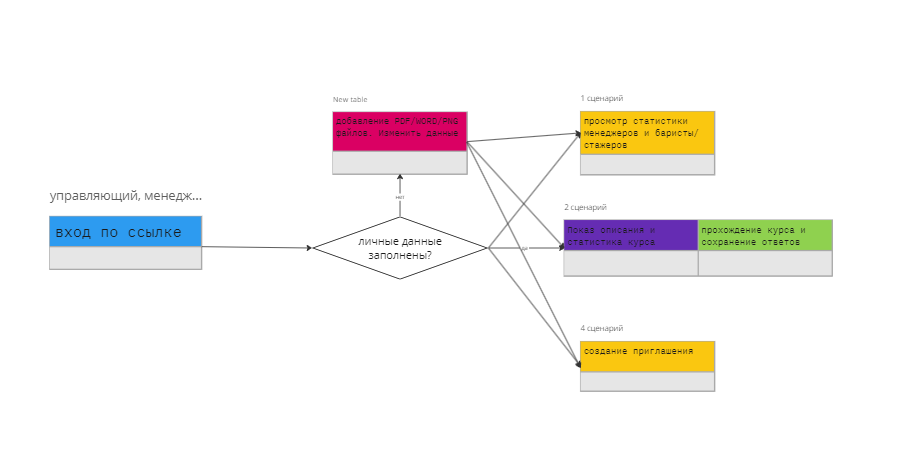 New table
добавление PDF/WORD/PNG
файлов. Изменить данные
1 сценарий
просмотр статистики
менеджеров и баристы/
стажеров
управляющий, менедж...
вход по ссылке
нет
личные данные
заполнены?
да
2 сценарий
Показ описания и
статистика курса
прохождение курса и
сохранение ответов
4 сценарий
создание приглашения